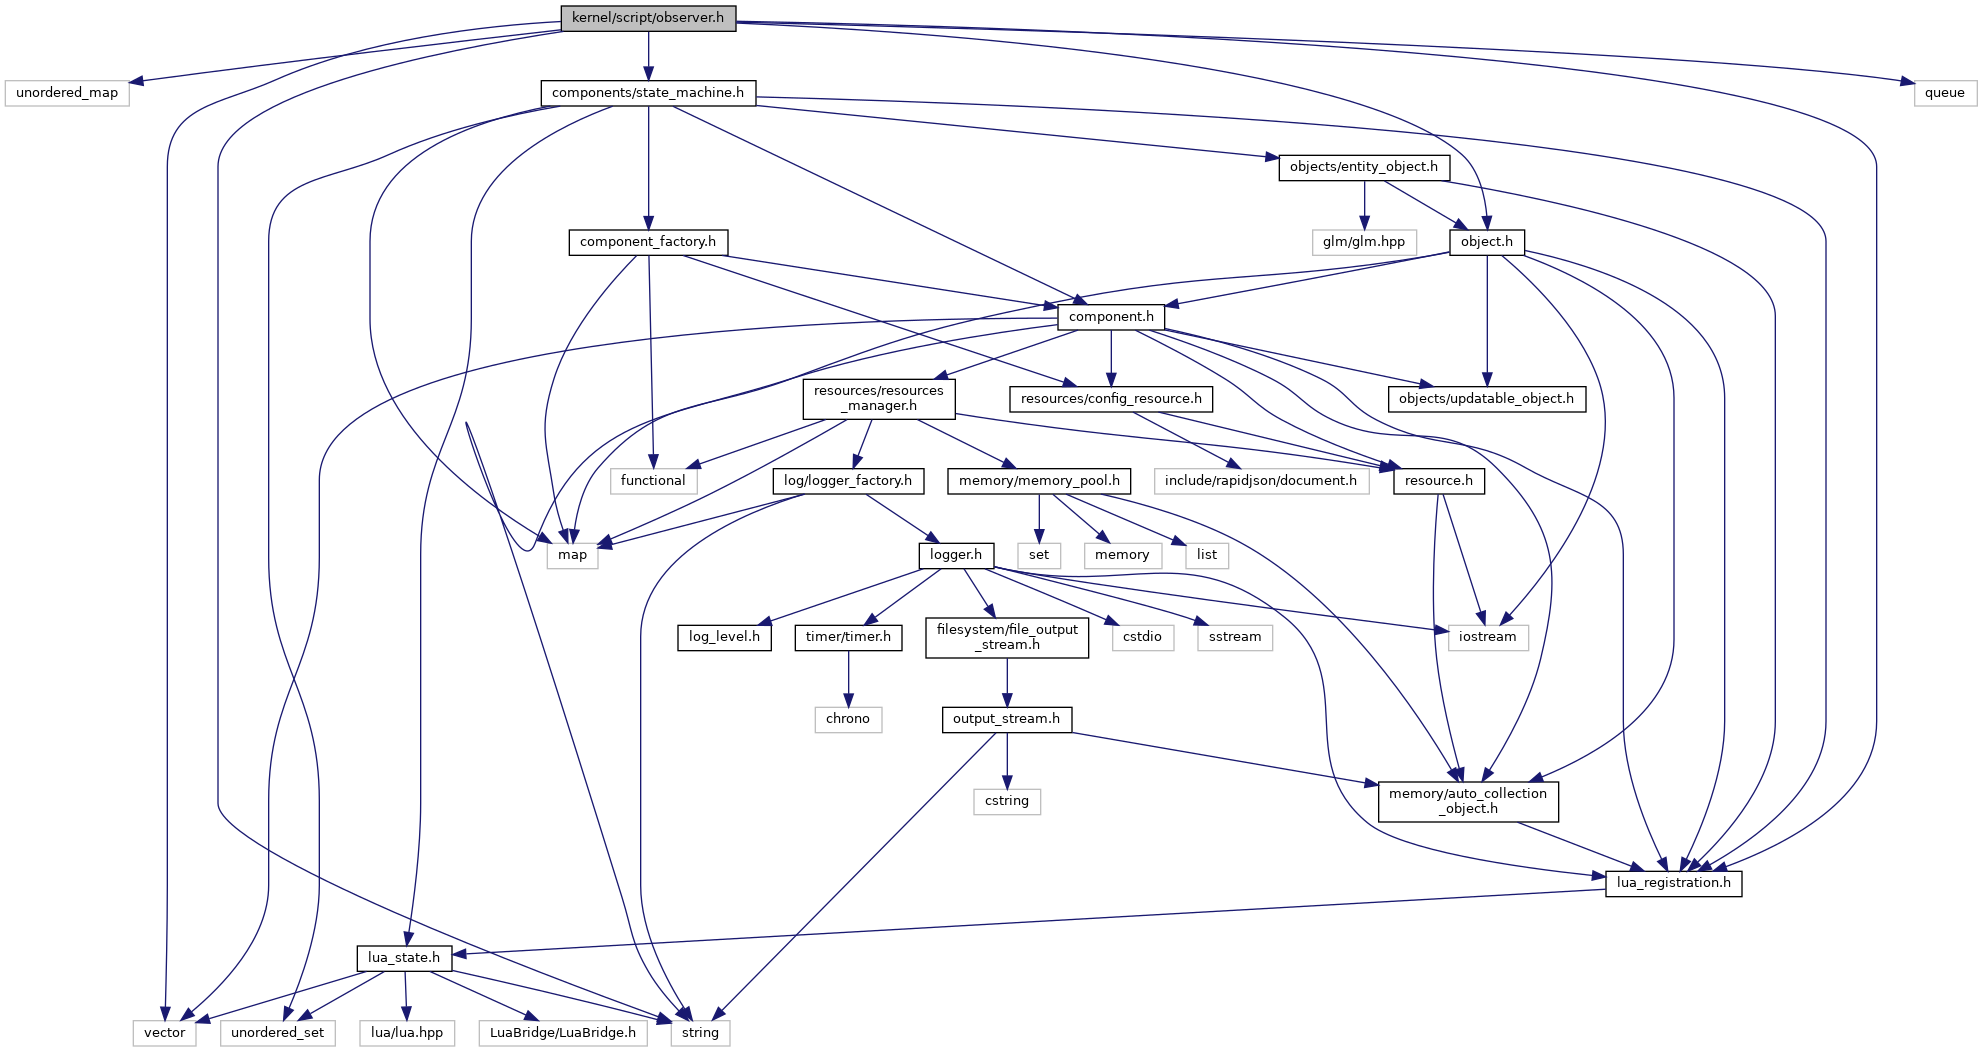 kernel/script/observer.h
unordered_map
components/state_machine.h
queue
objects/entity_object.h
component_factory.h
glm/glm.hpp
object.h
component.h
resources/resources
_manager.h
resources/config_resource.h
objects/updatable_object.h
functional
log/logger_factory.h
memory/memory_pool.h
include/rapidjson/document.h
resource.h
map
logger.h
set
memory
list
log_level.h
timer/timer.h
filesystem/file_output
_stream.h
cstdio
sstream
iostream
chrono
output_stream.h
cstring
memory/auto_collection
_object.h
lua_registration.h
lua_state.h
vector
unordered_set
lua/lua.hpp
LuaBridge/LuaBridge.h
string